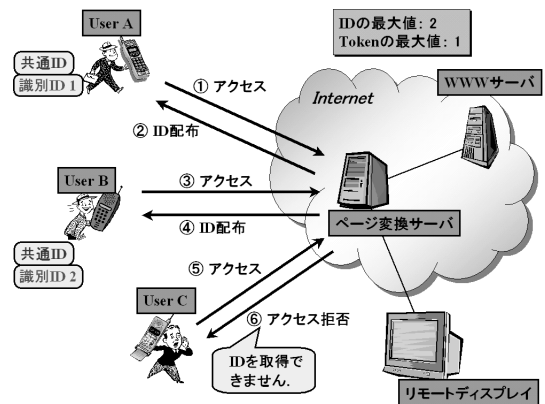 User A
IDの最大値: 2
Tokenの最大値: 1
共通ID
識別ID 1
① アクセス
Internet
WWWサーバ
② ID配布
User B
③ アクセス
ページ変換サーバ
④ ID配布
共通ID
識別ID 2
⑤ アクセス
User C
⑥ アクセス拒否
IDを取得で
きません.
リモートディスプレイ